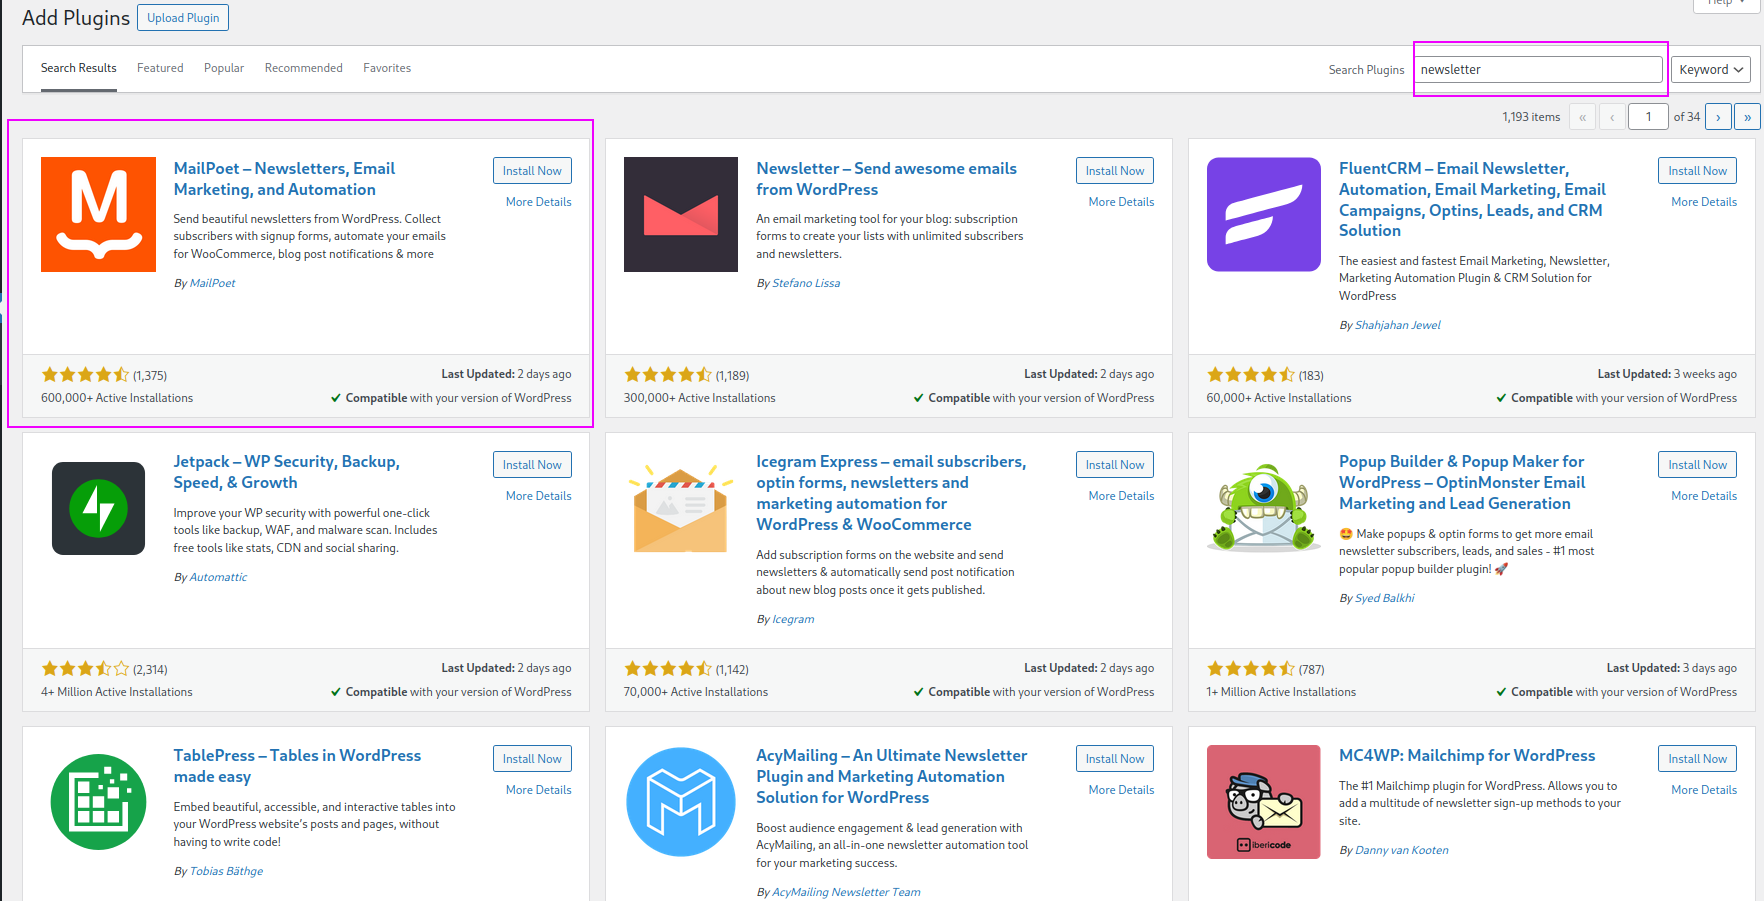 Add Plugins Upload Plugin
Help
Search Results Featured Popular Recommended Favorites Search Plugins newsletter Keyword
1,193 items « ‹ 1 of 34 › »
MailPoet – Newsletters, Email
Marketing, and Automation
Install Now
More Details
Send beautiful newsletters from WordPress. Collect
subscribers with signup forms, automate your emails
for WooCommerce, blog post notifications & more
By MailPoet
(1,375)
Last Updated: 2 days ago
600,000+ Active Installations
Compatible with your version of WordPress
Newsletter – Send awesome emails
from WordPress
Install Now
More Details
An email marketing tool for your blog: subscription
forms to create your lists with unlimited subscribers
and newsletters.
By Stefano Lissa
(1,189)
Last Updated: 2 days ago
300,000+ Active Installations
Compatible with your version of WordPress
FluentCRM – Email Newsletter,
Automation, Email Marketing, Email
Campaigns, Optins, Leads, and CRM
Solution
Install Now
More Details
The easiest and fastest Email Marketing, Newsletter,
Marketing Automation Plugin & CRM Solution for
WordPress
By Shahjahan Jewel
(183)
Last Updated: 3 weeks ago
60,000+ Active Installations
Compatible with your version of WordPress
Jetpack – WP Security, Backup,
Speed, & Growth
Install Now
More Details
Improve your WP security with powerful one-click
tools like backup, WAF, and malware scan. Includes
free tools like stats, CDN and social sharing.
By Automattic
(2,314)
Last Updated: 2 days ago
4+ Million Active Installations
Compatible with your version of WordPress
Icegram Express – email subscribers,
optin forms, newsletters and
marketing automation for
WordPress & WooCommerce
Install Now
More Details
Add subscription forms on the website and send
newsletters & automatically send post notification
about new blog posts once it gets published.
By Icegram
(1,142)
Last Updated: 2 days ago
70,000+ Active Installations
Compatible with your version of WordPress
Popup Builder & Popup Maker for
WordPress – OptinMonster Email
Marketing and Lead Generation
Install Now
More Details
🤩 Make popups & optin forms to get more email
newsletter subscribers, leads, and sales - #1 most
popular popup builder plugin! 🚀
By Syed Balkhi
(787)
Last Updated: 3 days ago
1+ Million Active Installations
Compatible with your version of WordPress
TablePress – Tables in WordPress
made easy
Install Now
More Details
Embed beautiful, accessible, and interactive tables into
your WordPress website's posts and pages, without
having to write code!
By Tobias Bäthge
AcyMailing – An Ultimate Newsletter
Plugin and Marketing Automation
Solution for WordPress
Install Now
More Details
Boost audience engagement & lead generation with
AcyMailing, an all-in-one newsletter automation tool
for your marketing success.
By AcyMailing Newsletter Team
ibericode
MC4WP: Mailchimp for WordPress
Install Now
More Details
The #1 Mailchimp plugin for WordPress. Allows you to
add a multitude of newsletter sign-up methods to your
site.
By Danny van Kooten